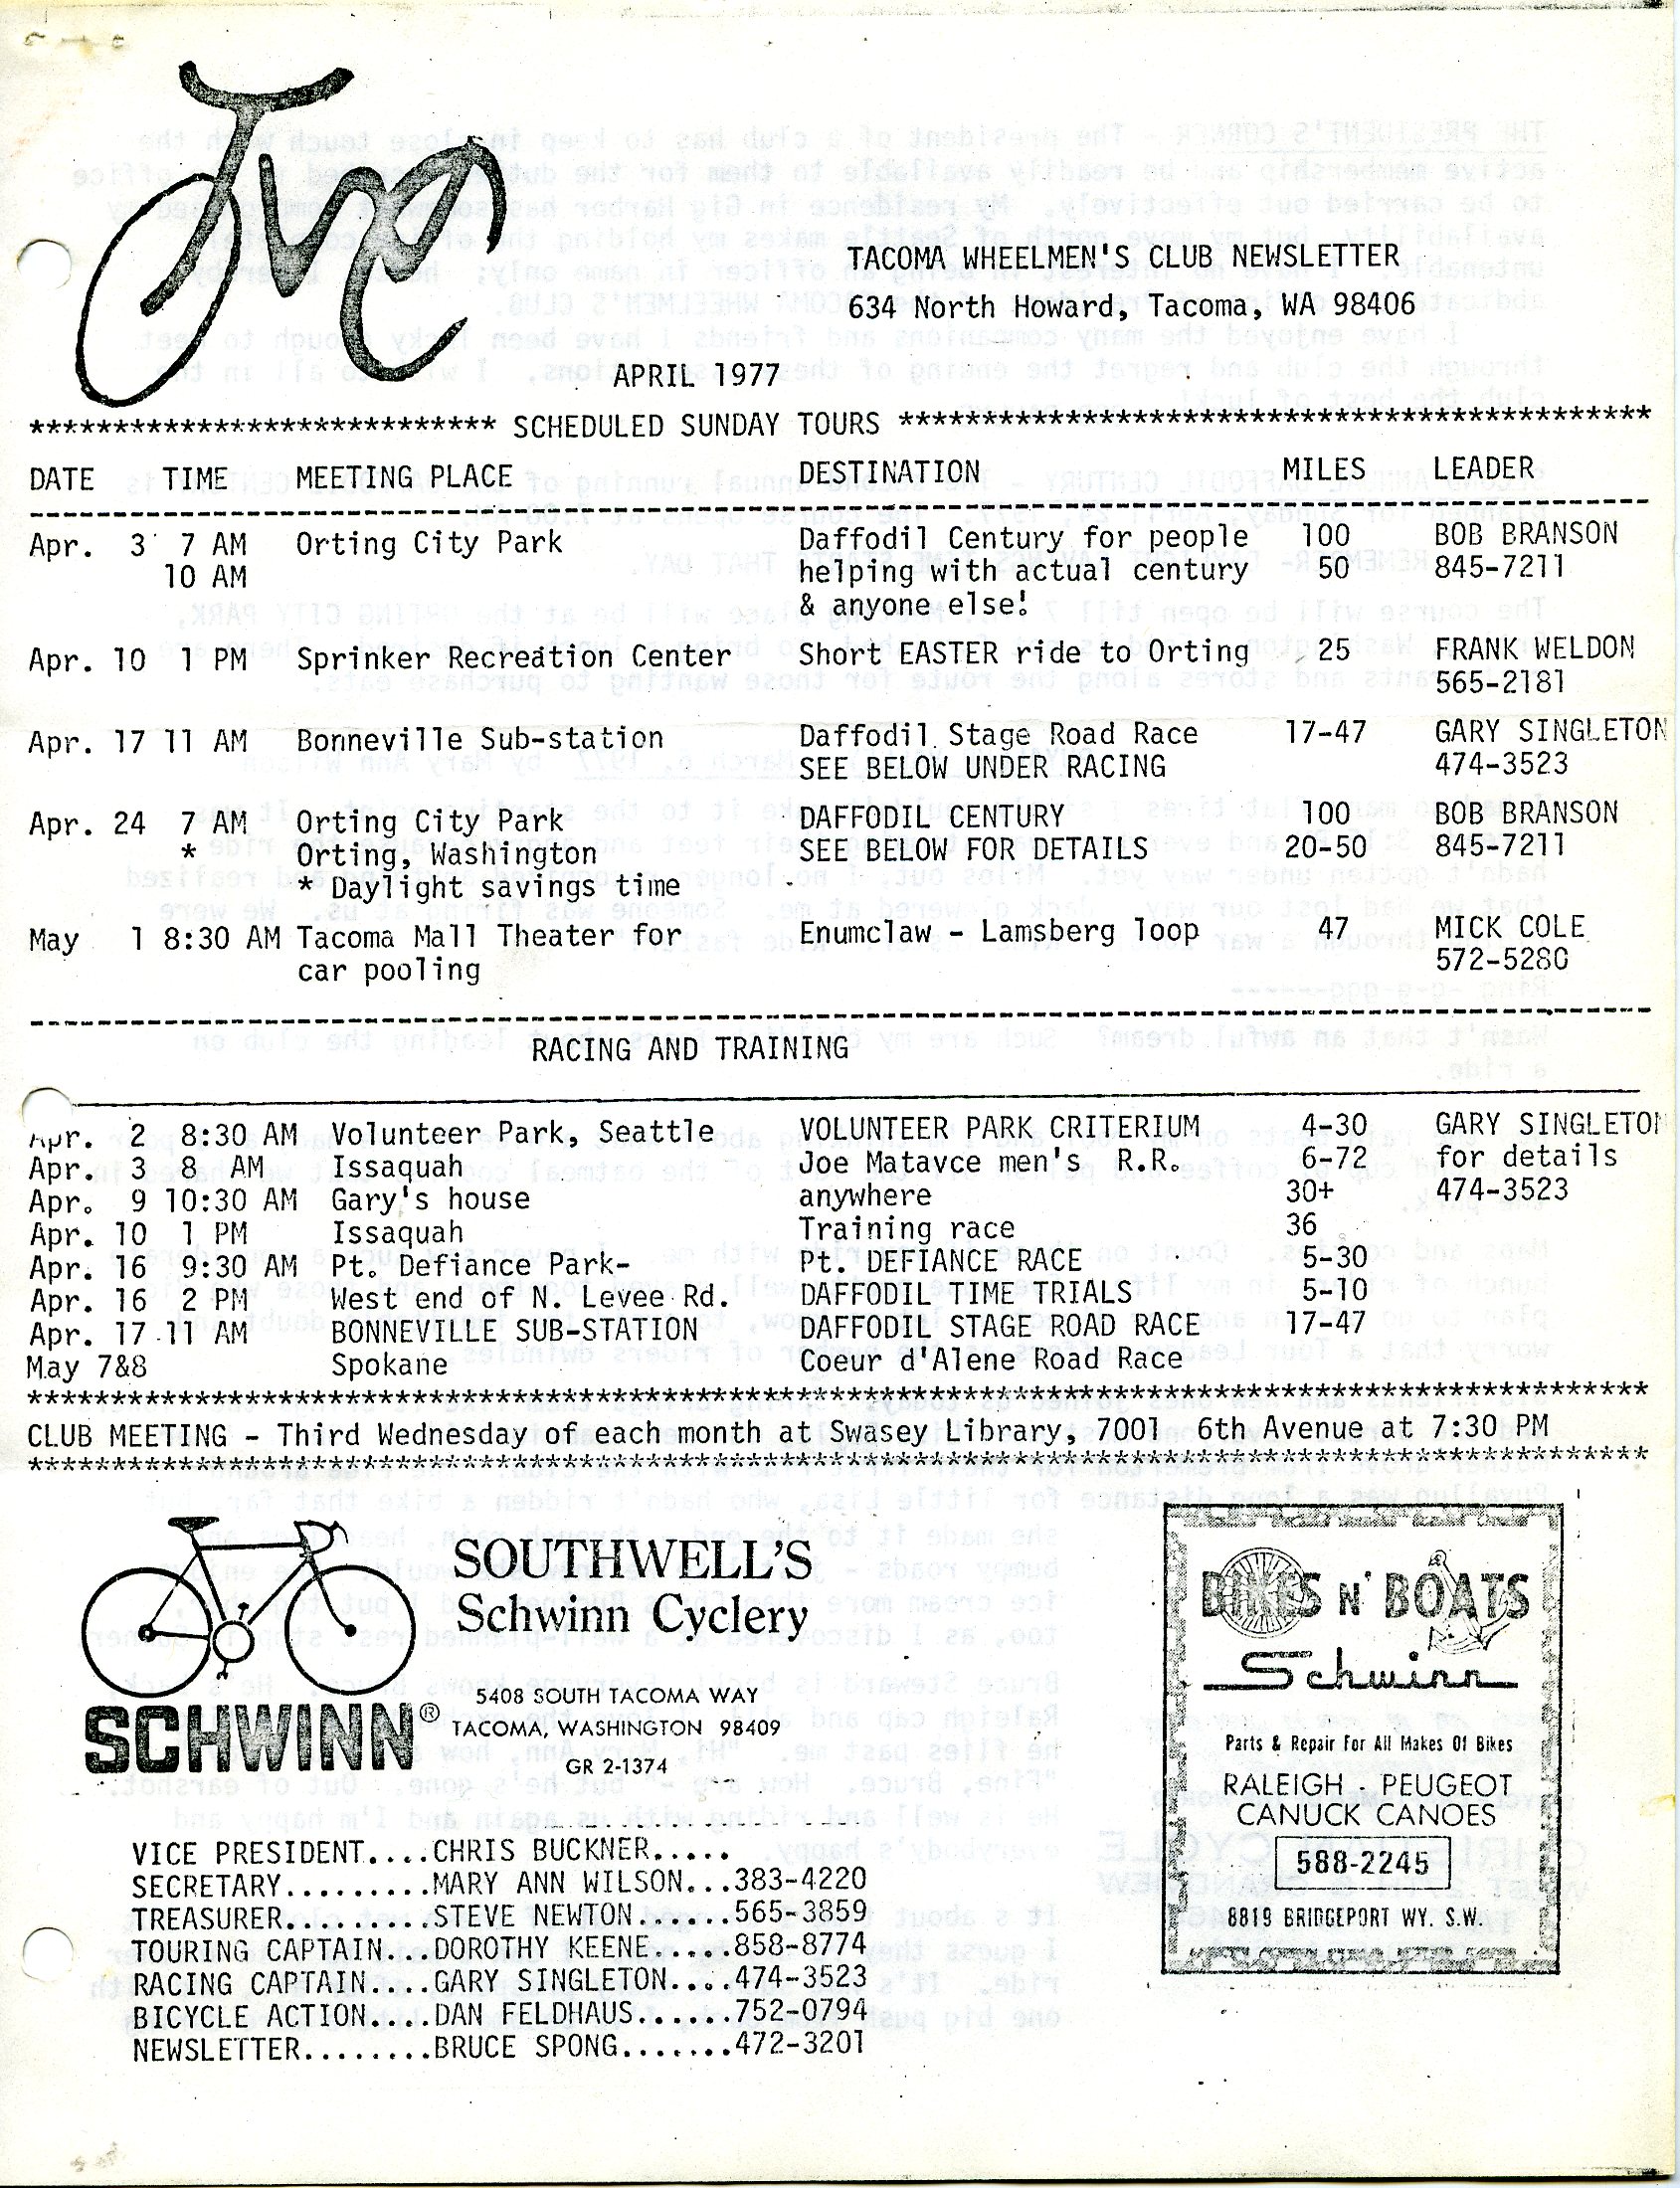 TWC
TACOMA WHEELMEN'S CLUB NEWSLETTER
634 North Howard, Tacoma, WA 98406
APRIL 1977
**************************** SCHEDULED SUNDAY TOURS *********************************************
DATE TIME MEETING PLACE DESTINATION MILES LEADER
Apr. 3 7 AM Orting City Park Daffodil Century for people 100 BOB BRANSON
10 AM helping with actual century 50 845-7211
& anyone else!
Apr. 10 1 PM Sprinker Recreation Center Short EASTER ride to Orting 25 FRANK WELDON
565-2181
Apr. 17 11 AM Bonneville Sub-station Daffodil Stage Road Race 17-47 GARY SINGLETON
SEE BELOW UNDER RACING 474-3523
Apr. 24 7 AM Orting City Park DAFFODIL CENTURY 100 BOB BRANSON
* Orting, Washington SEE BELOW FOR DETAILS 20-50 845-7211
* Daylight savings time
May 1 8:30 AM Tacoma Mall Theater for Enumclaw - Lamsberg loop 47 MICK COLE
car pooling 572-5280
RACING AND TRAINING
Apr. 2 8:30 AM Volunteer Park, Seattle VOLUNTEER PARK CRITERIUM 4-30 GARY SINGLETON
Apr. 3 8 AM Issaquah Joe Matavce men's R.R. 6-72 for details
Apr. 9 10:30 AM Gary's house anywhere 30+ 474-3523
Apr. 10 1 PM Issaquah Training race 36
Apr. 16 9:30 AM Pt. Defiance Park- Pt. DEFIANCE RACE 5-30
Apr. 16 2 PM West end of N. Levee Rd. DAFFODIL TIME TRIALS 5-10
Apr. 17 11 AM BONNEVILLE SUB-STATION DAFFODIL STAGE ROAD RACE 17-47
May 7&8 Spokane Coeur d'Alene Road Race
*************************************************************************************************
CLUB MEETING - Third Wednesday of each month at Swasey Library, 7001 6th Avenue at 7:30 PM
*************************************************************************************************
SOUTHWELL'S
Schwinn Cyclery
SCHWINN®
5408 SOUTH TACOMA WAY
TACOMA, WASHINGTON 98409
GR 2-1374
BIKES N' BOATS
Schwinn
Parts & Repair For All Makes Of Bikes
RALEIGH - PEUGEOT
CANUCK CANOES
588-2245
8819 BRIDGEPORT WY. S.W.
VICE PRESIDENT....CHRIS BUCKNER.....
SECRETARY.........MARY ANN WILSON...383-4220
TREASURER.........STEVE NEWTON......565-3859
TOURING CAPTAIN...DOROTHY KEENE.....858-8774
RACING CAPTAIN....GARY SINGLETON....474-3523
BICYCLE ACTION....DAN FELDHAUS......752-0794
NEWSLETTER........BRUCE SPONG.......472-3201